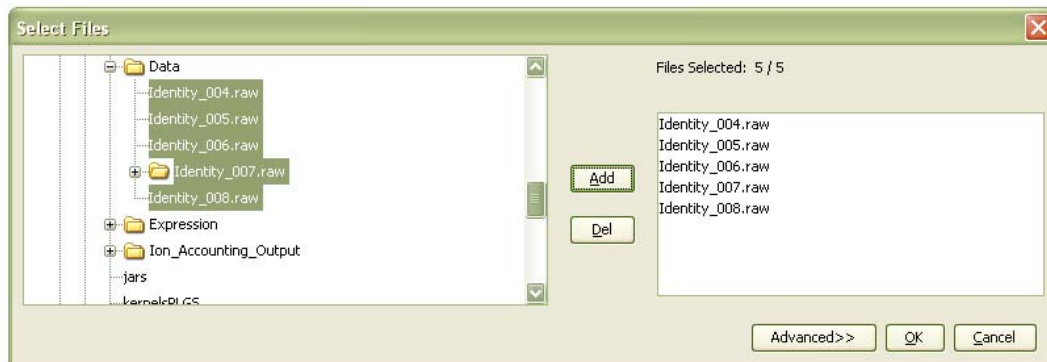 Select Files
Data
Identity_004.raw
Identity_005.raw
Identity_006.raw
Identity_007.raw
Identity_008.raw
Expression
Ion_Accounting_Output
jars
kernelsPLGS
Add
Del
Files Selected: 5 / 5
Identity_004.raw
Identity_005.raw
Identity_006.raw
Identity_007.raw
Identity_008.raw
Advanced>> OK Cancel